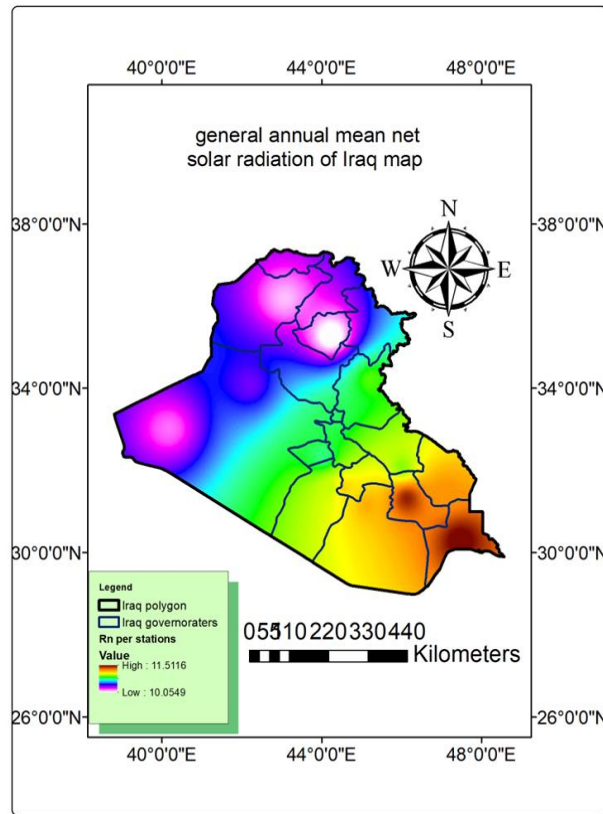 40°0'0"E 44°0'0"E 48°0'0"E
general annual mean net
solar radiation of Iraq map
38°0'0"N 38°0'0"N
N
W E
S
34°0'0"N 34°0'0"N
30°0'0"N 30°0'0"N
Legend
Iraq polygon
Iraq governoraters
Rn per stations
Value
High : 11.5116
Low : 10.0549
220330440
Kilometers
26°0'0"N 26°0'0"N
40°0'0"E 44°0'0"E 48°0'0"E